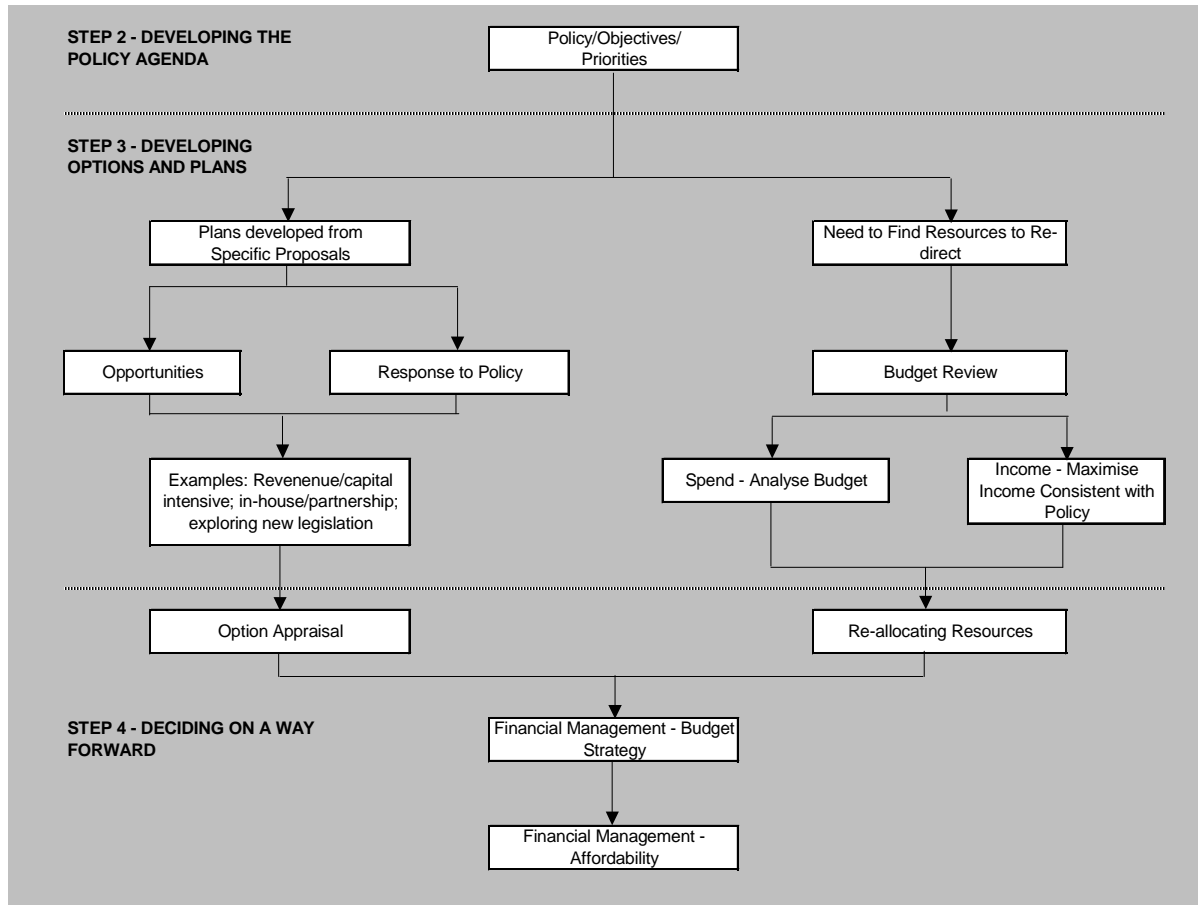 STEP 2 - DEVELOPING THE
POLICY AGENDA
Policy/Objectives/
Priorities
STEP 3 - DEVELOPING
OPTIONS AND PLANS
Plans developed from
Specific Proposals
Need to Find Resources to Re-
direct
Opportunities
Response to Policy
Budget Review
Examples: Revenenue/capital
intensive; in-house/partnership;
exploring new legislation
Spend - Analyse Budget
Income - Maximise
Income Consistent with
Policy
Option Appraisal
Re-allocating Resources
STEP 4 - DECIDING ON A WAY
FORWARD
Financial Management - Budget
Strategy
Financial Management -
Affordability